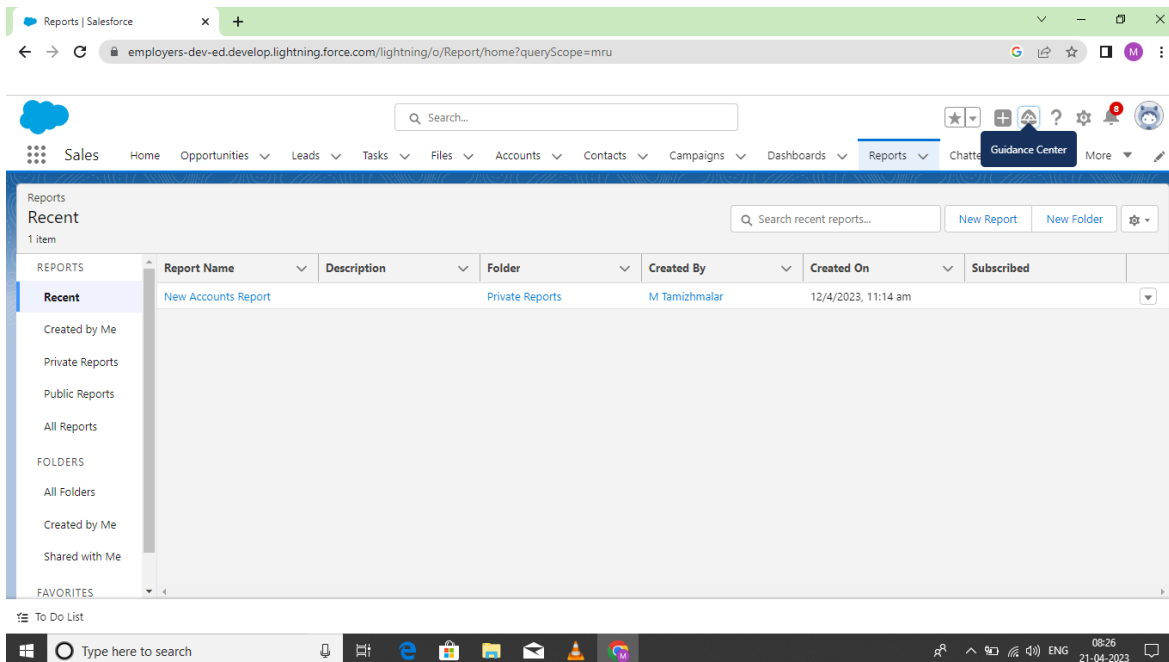 Reports | Salesforce
employers-dev-ed.develop.lightning.force.com/lightning/o/Report/home?queryScope=mru
G M
Search...
8
Sales Home Opportunities Leads Tasks Files Accounts Contacts Campaigns Dashboards Reports Chatte More
Guidance Center
Reports
Recent
1 item
Search recent reports...
New Report New Folder
REPORTS
Report Name Description Folder Created By Created On Subscribed
Recent
New Accounts Report Private Reports M Tamizhmalar 12/4/2023, 11:14 am
Created by Me
Private Reports
Public Reports
All Reports
FOLDERS
All Folders
Created by Me
Shared with Me
FAVORITES
To Do List
Type here to search
ENG
08:26
21-04-2023